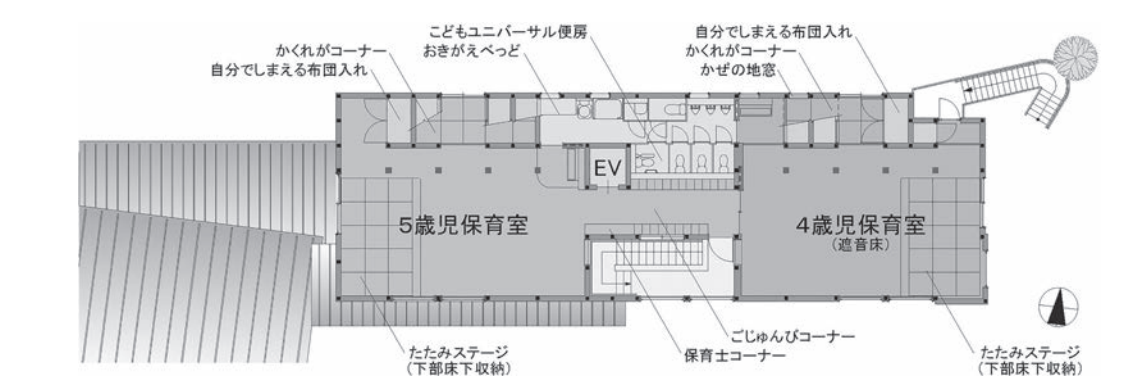 こどもユニバーサル便房
おきがえべっど
かくれがコーナー
自分でしまえる布団入れ
自分でしまえる布団入れ
かくれがコーナー
かぜの地窓
EV
5歳児保育室
4歳児保育室
(遮音床)
ごじゅんびコーナー
保育士コーナー
たたみステージ
(下部床下収納)
たたみステージ
(下部床下収納)